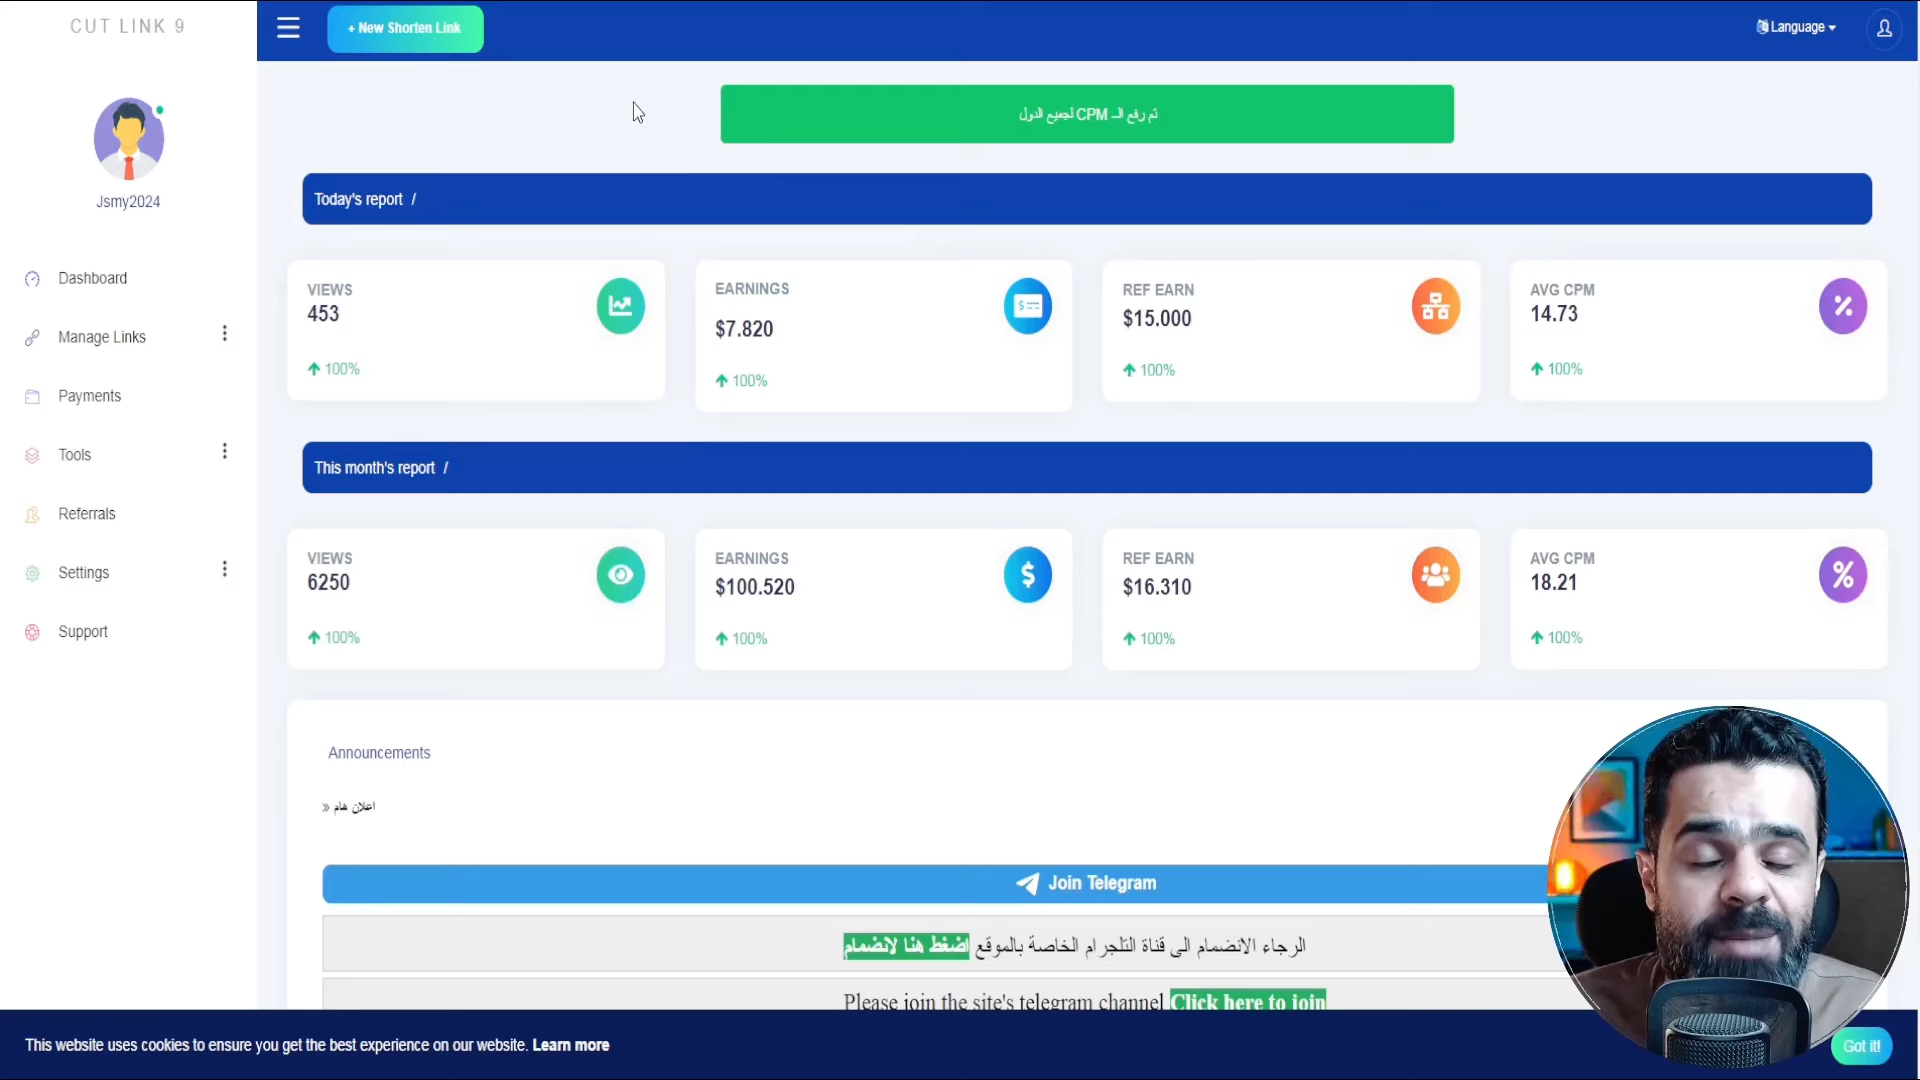 CUT LINK 9
+ New Shorten Link
Language
تم رفع الــ CPM لجميع الدول
Jsmy2024
Today's report /
VIEWS
453
100%
EARNINGS
$7.820
100%
REF EARN
$15.000
100%
AVG CPM
14.73
100%
Dashboard
Manage Links
Payments
Tools
Referrals
Settings
Support
This month's report /
VIEWS
6250
100%
EARNINGS
$100.520
100%
REF EARN
$16.310
100%
AVG CPM
18.21
100%
Announcements
اعلان هام »
Join Telegram
الرجاء الانضمام الى قناة التلجرام الخاصة بالموقع اضغط هنا لانضمام
Please join the site's telegram channel Click here to join
This website uses cookies to ensure you get the best experience on our website. Learn more
Got it!